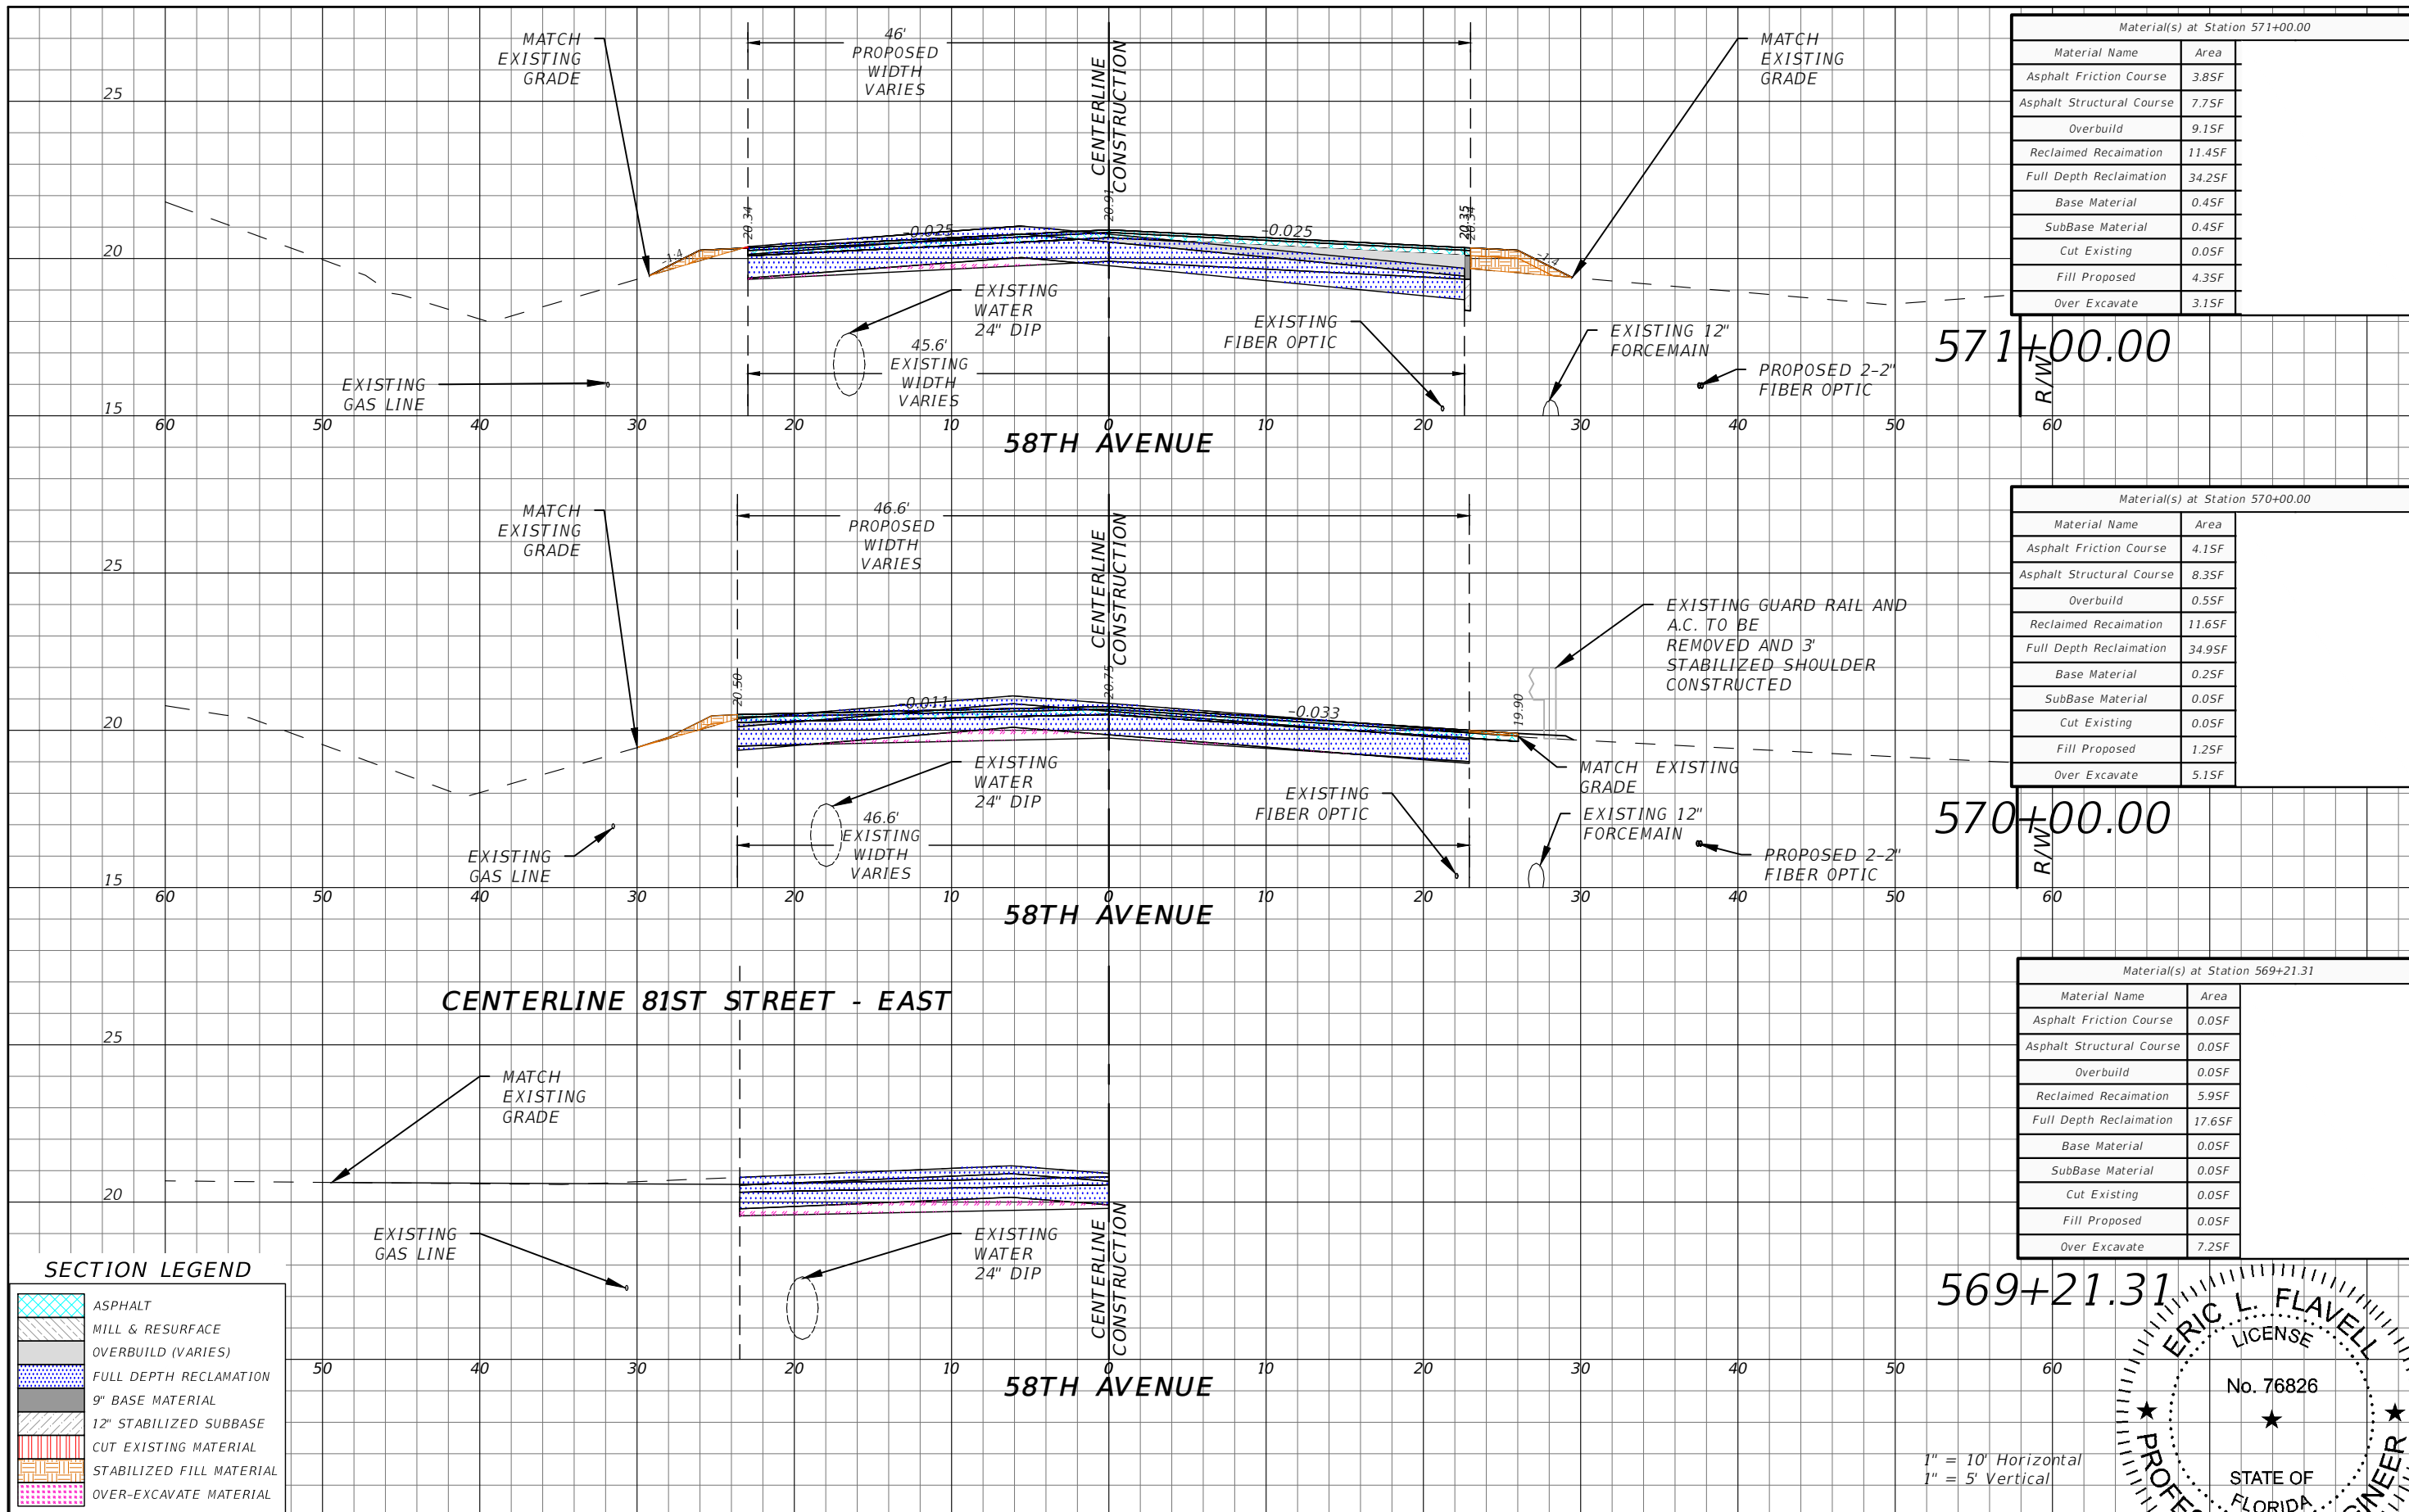 MATCH
EXISTING
GRADE
46'
PROPOSED
WIDTH
VARIES
CENTERLINE
CONSTRUCTION
MATCH
EXISTING
GRADE
25
20
15
20.34
-0.025
20.91
-0.025
20.35
20.34
-1:4
-1:4
EXISTING
WATER
24" DIP
45.6'
EXISTING
WIDTH
VARIES
EXISTING
GAS LINE
EXISTING
FIBER OPTIC
EXISTING 12"
FORCEMAIN
PROPOSED 2-2"
FIBER OPTIC
R/W
571+00.00
60 50 40 30 20 10 0 10 20 30 40 50 60
58TH AVENUE
Material(s) at Station 571+00.00
Material Name Area
Asphalt Friction Course 3.8SF
Asphalt Structural Course 7.7SF
Overbuild 9.1SF
Reclaimed Recaimation 11.4SF
Full Depth Reclaimation 34.2SF
Base Material 0.4SF
SubBase Material 0.4SF
Cut Existing 0.0SF
Fill Proposed 4.3SF
Over Excavate 3.1SF
MATCH
EXISTING
GRADE
46.6'
PROPOSED
WIDTH
VARIES
CENTERLINE
CONSTRUCTION
25
20
15
20.50
-0.011
20.75
-0.033
19.90
EXISTING GUARD RAIL AND
A.C. TO BE
REMOVED AND 3'
STABILIZED SHOULDER
CONSTRUCTED
MATCH EXISTING
GRADE
EXISTING
WATER
24" DIP
46.6'
EXISTING
WIDTH
VARIES
EXISTING
GAS LINE
EXISTING
FIBER OPTIC
EXISTING 12"
FORCEMAIN
PROPOSED 2-2"
FIBER OPTIC
R/W
570+00.00
60 50 40 30 20 10 0 10 20 30 40 50 60
58TH AVENUE
Material(s) at Station 570+00.00
Material Name Area
Asphalt Friction Course 4.1SF
Asphalt Structural Course 8.3SF
Overbuild 0.5SF
Reclaimed Recaimation 11.6SF
Full Depth Reclaimation 34.9SF
Base Material 0.2SF
SubBase Material 0.0SF
Cut Existing 0.0SF
Fill Proposed 1.2SF
Over Excavate 5.1SF
CENTERLINE 81ST STREET - EAST
25
20
MATCH
EXISTING
GRADE
EXISTING
GAS LINE
EXISTING
WATER
24" DIP
CENTERLINE
CONSTRUCTION
569+21.31
50 40 30 20 10 0 10 20 30 40 50 60
58TH AVENUE
Material(s) at Station 569+21.31
Material Name Area
Asphalt Friction Course 0.0SF
Asphalt Structural Course 0.0SF
Overbuild 0.0SF
Reclaimed Recaimation 5.9SF
Full Depth Reclaimation 17.6SF
Base Material 0.0SF
SubBase Material 0.0SF
Cut Existing 0.0SF
Fill Proposed 0.0SF
Over Excavate 7.2SF
SECTION LEGEND
ASPHALT
MILL & RESURFACE
OVERBUILD (VARIES)
FULL DEPTH RECLAMATION
9" BASE MATERIAL
12" STABILIZED SUBBASE
CUT EXISTING MATERIAL
STABILIZED FILL MATERIAL
OVER-EXCAVATE MATERIAL
1" = 10' Horizontal
1" = 5' Vertical
ERIC L. FLAVELL
LICENSE
No. 76826
STATE OF
FLORIDA